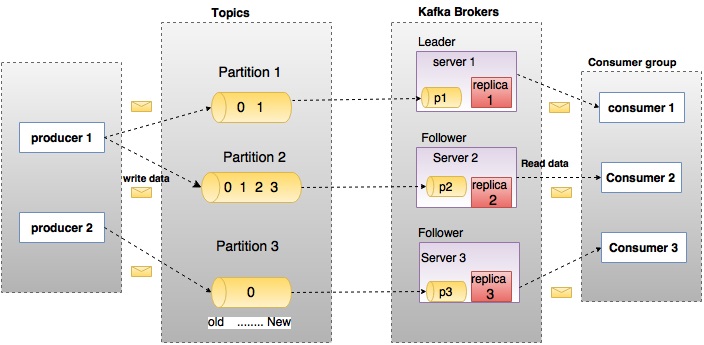 Topics
Kafka Brokers
Consumer group
producer 1
producer 2
write data
Partition 1
0 1
Partition 2
0 1 2 3
Partition 3
0
old ........ New
Leader
server 1
p1
replica
1
Follower
Server 2
p2
replica
2
Follower
Server 3
p3
replica
3
Read data
consumer 1
Consumer 2
Consumer 3